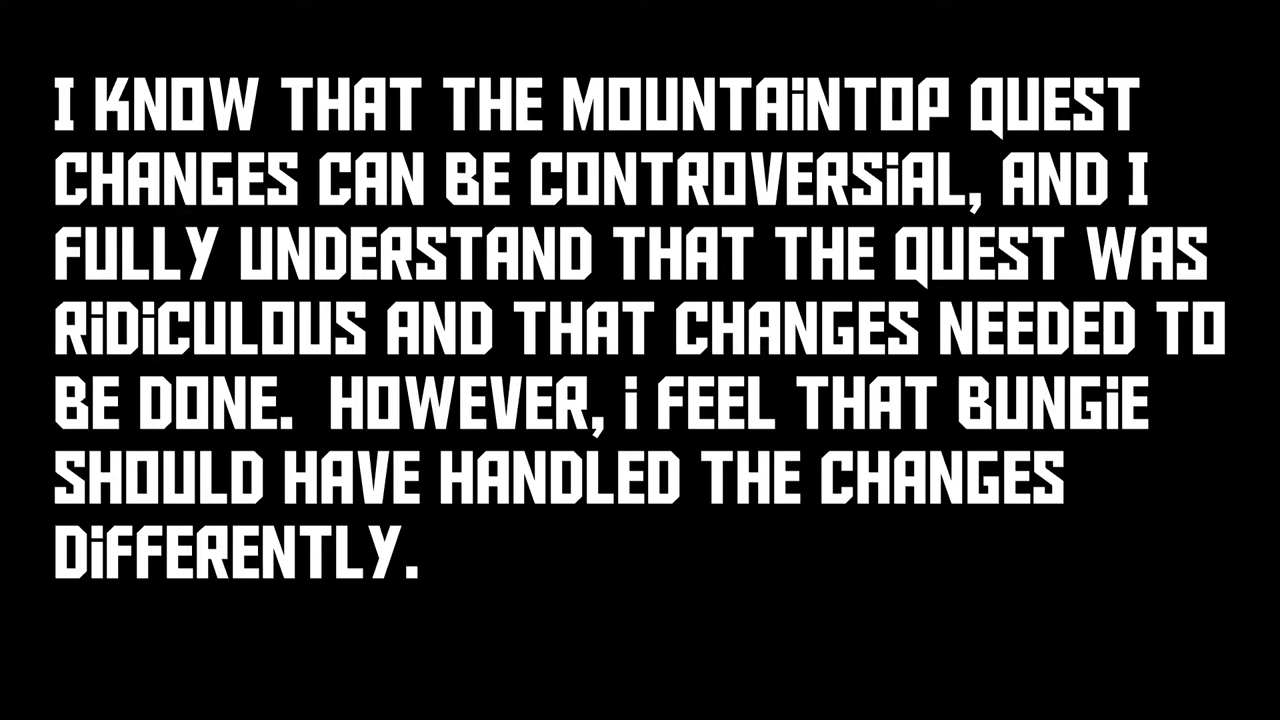 I KNOW THAT THE MOUNTAiNTOP QUEST
CHANGES CAN BE CONTROVERSiAL, AND I
FULLY UNDERSTAND THAT THE QUEST WAS
RiDiCULOUS AND THAT CHANGES NEEDED TO
BE DONE.  HOWEVER, i FEEL THAT BUNGiE
SHOULD HAVE HANDLED THE CHANGES
DiFFERENTLY.